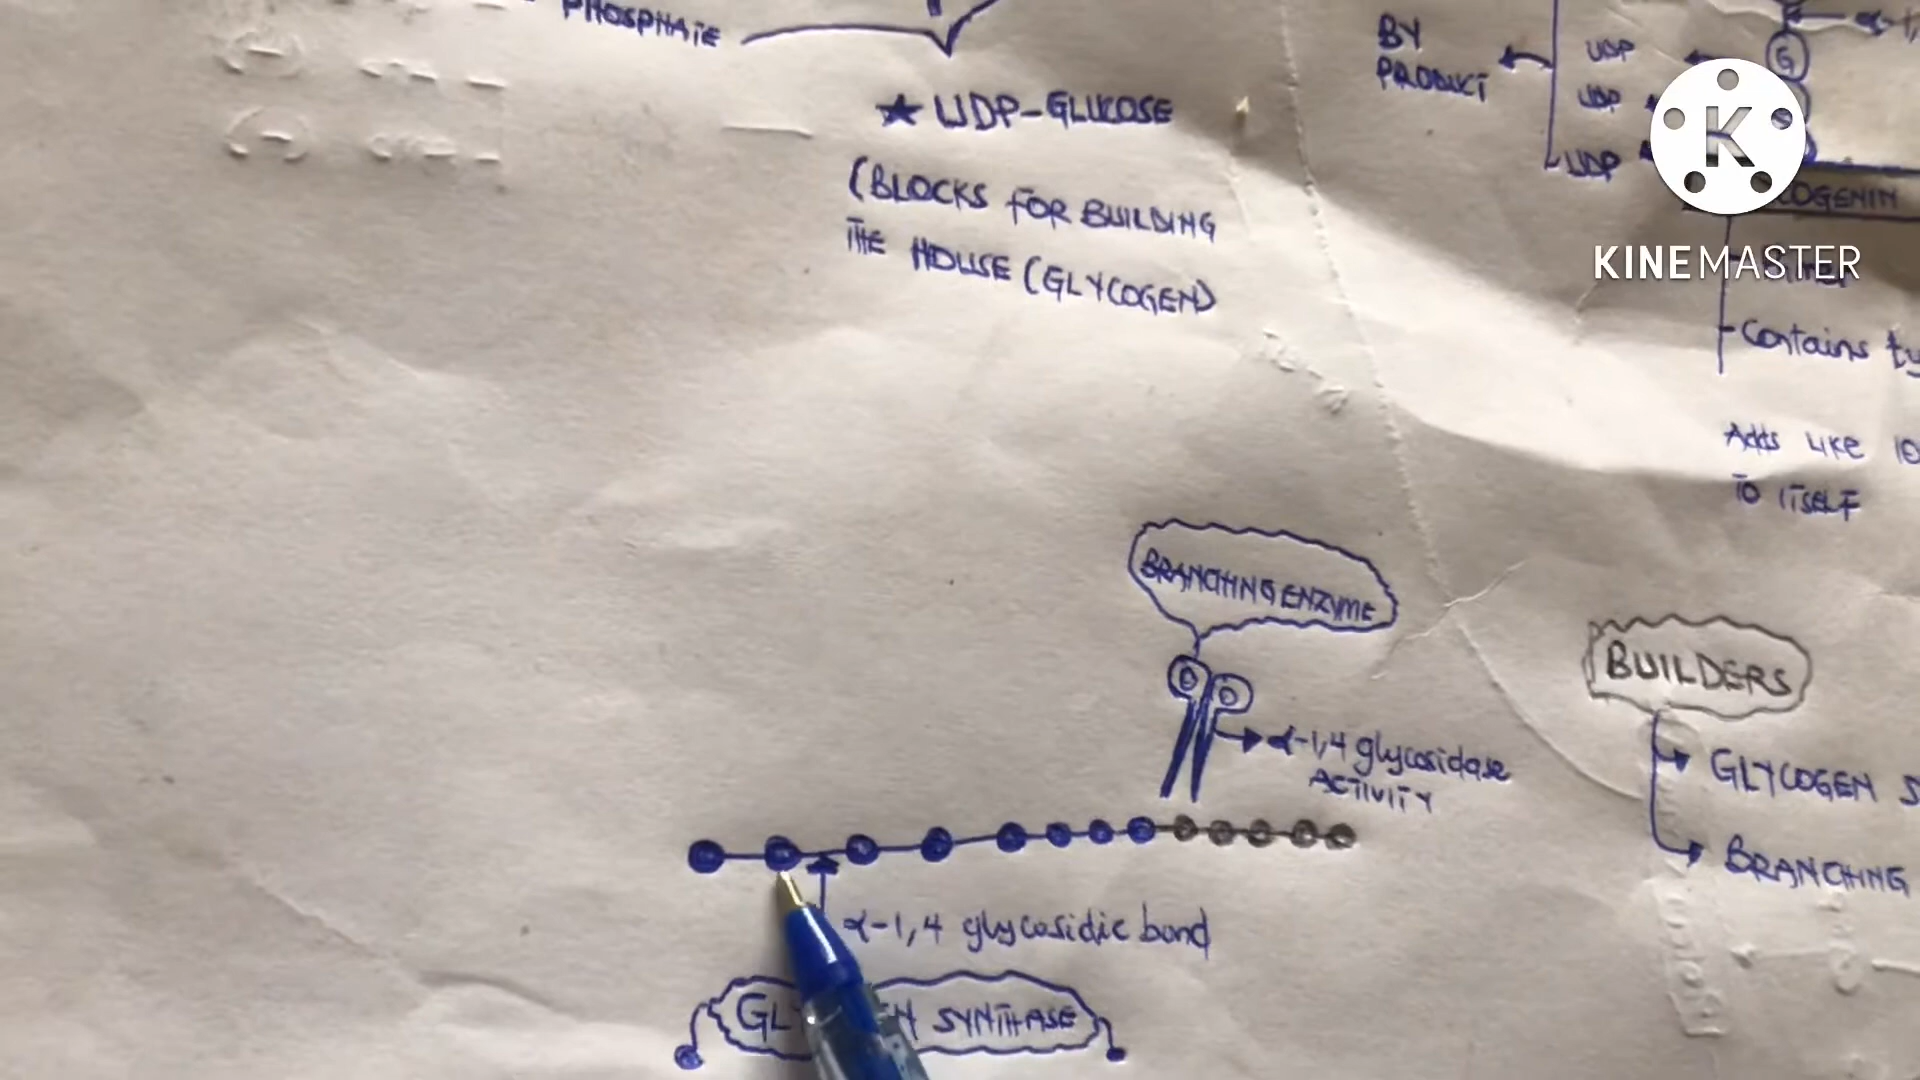 PHOSPHATE
★ UDP-GLUCOSE
(BLOCKS FOR BUILDING
THE HOUSE (GLYCOGEN)
BY
PRODUCT
UDP
UDP
UDP
G
KINEMASTER
Contains
Adds LIKE 10
TO ITSELF
BRANCHING ENZYME
α-1,4 glycosidase
ACTIVITY
BUILDERS
GLYCOGEN S
BRANCHING
α-1,4 glycosidic bond
SYNTHASE